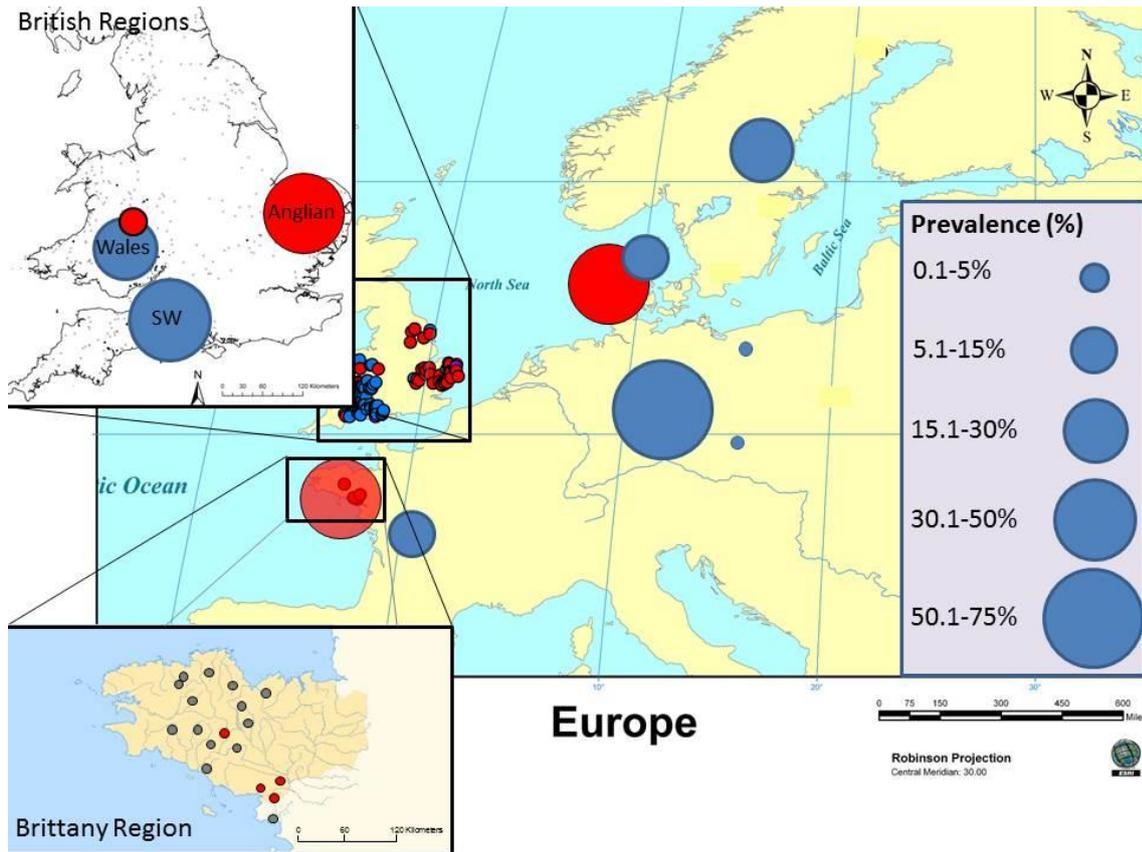 British Regions
Anglian
Wales
SW
N
0 30 60 120 Kilometers
N
W E
S
North Sea
Baltic Sea
tic Ocean
Prevalence (%)
0.1-5%
5.1-15%
15.1-30%
30.1-50%
50.1-75%
10° 20° 30°
Europe
0 75 150 300 450 600
Mile
Robinson Projection
Central Meridian: 30.00
ESRI
Brittany Region
0 60 120 Kilometers